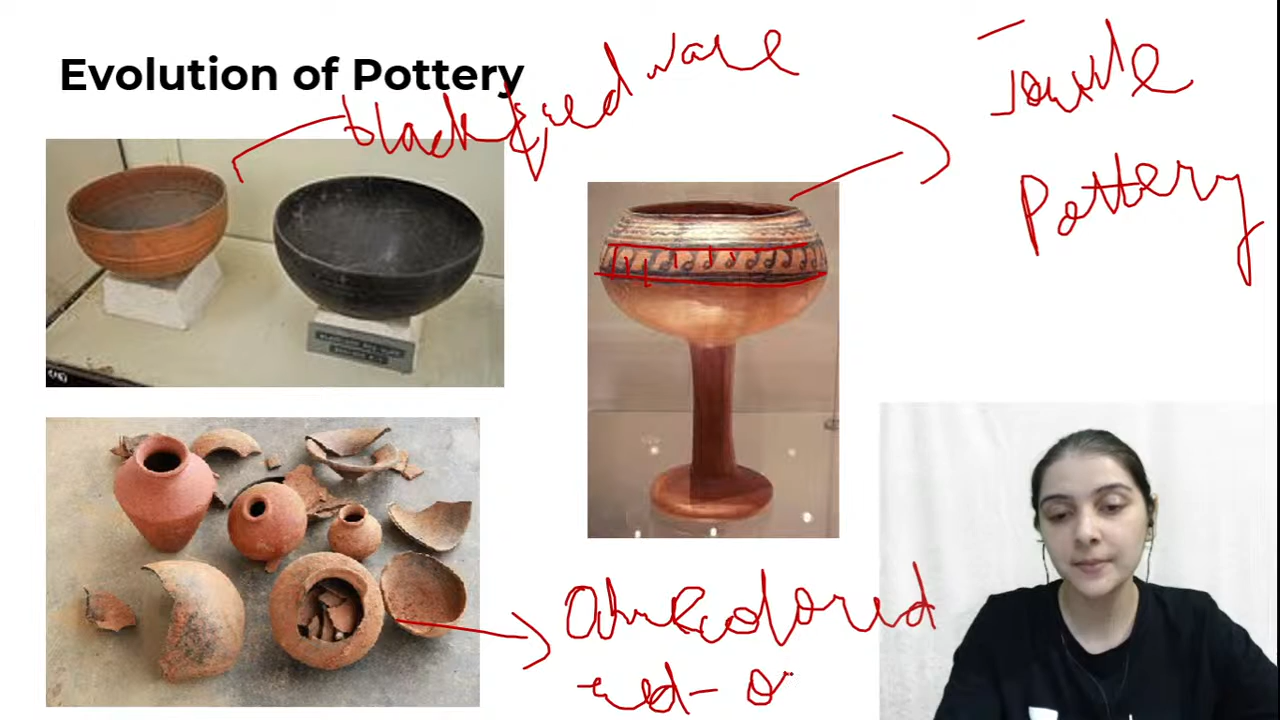 Evolution of Pottery
black & red ware
Jorwe
Pottery
Ochre colored
red- o